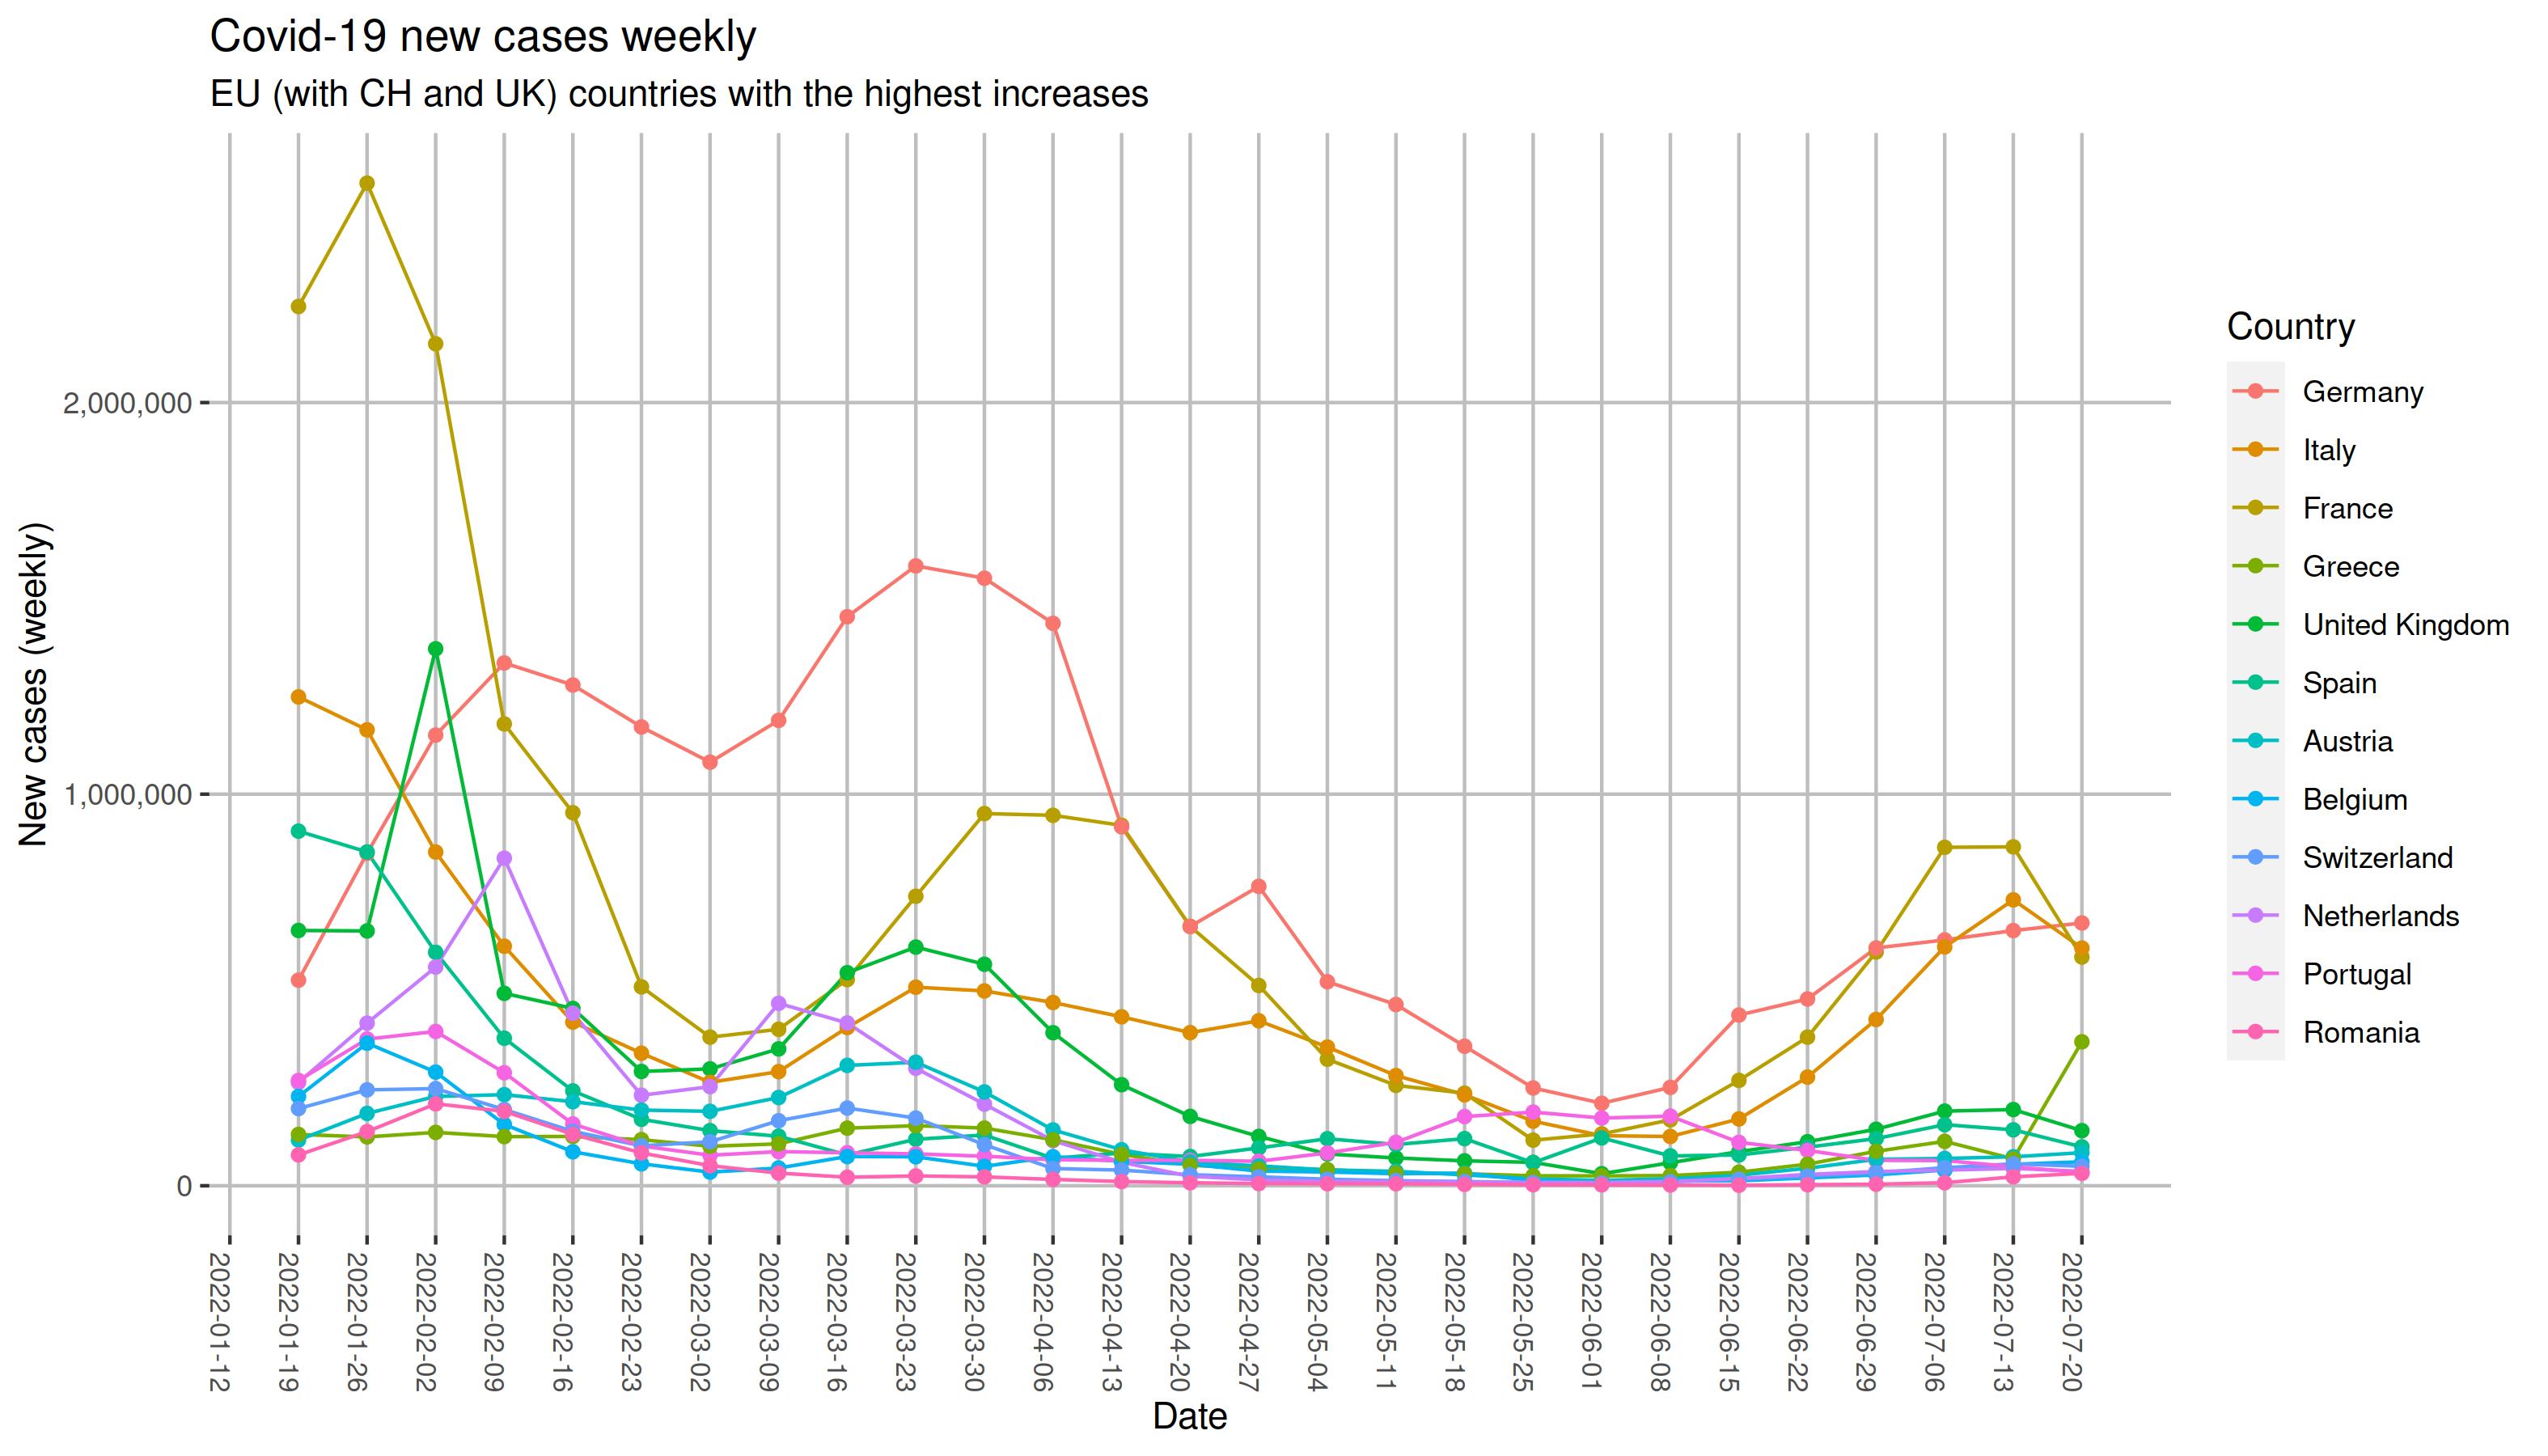 Covid-19 new cases weekly
EU (with CH and UK) countries with the highest increases
New cases (weekly)
2,000,000
1,000,000
0
2022-01-12
2022-01-19
2022-01-26
2022-02-02
2022-02-09
2022-02-16
2022-02-23
2022-03-02
2022-03-09
2022-03-16
2022-03-23
2022-03-30
2022-04-06
2022-04-13
2022-04-20
2022-04-27
2022-05-04
2022-05-11
2022-05-18
2022-05-25
2022-06-01
2022-06-08
2022-06-15
2022-06-22
2022-06-29
2022-07-06
2022-07-13
2022-07-20
Date
Country
Germany
Italy
France
Greece
United Kingdom
Spain
Austria
Belgium
Switzerland
Netherlands
Portugal
Romania